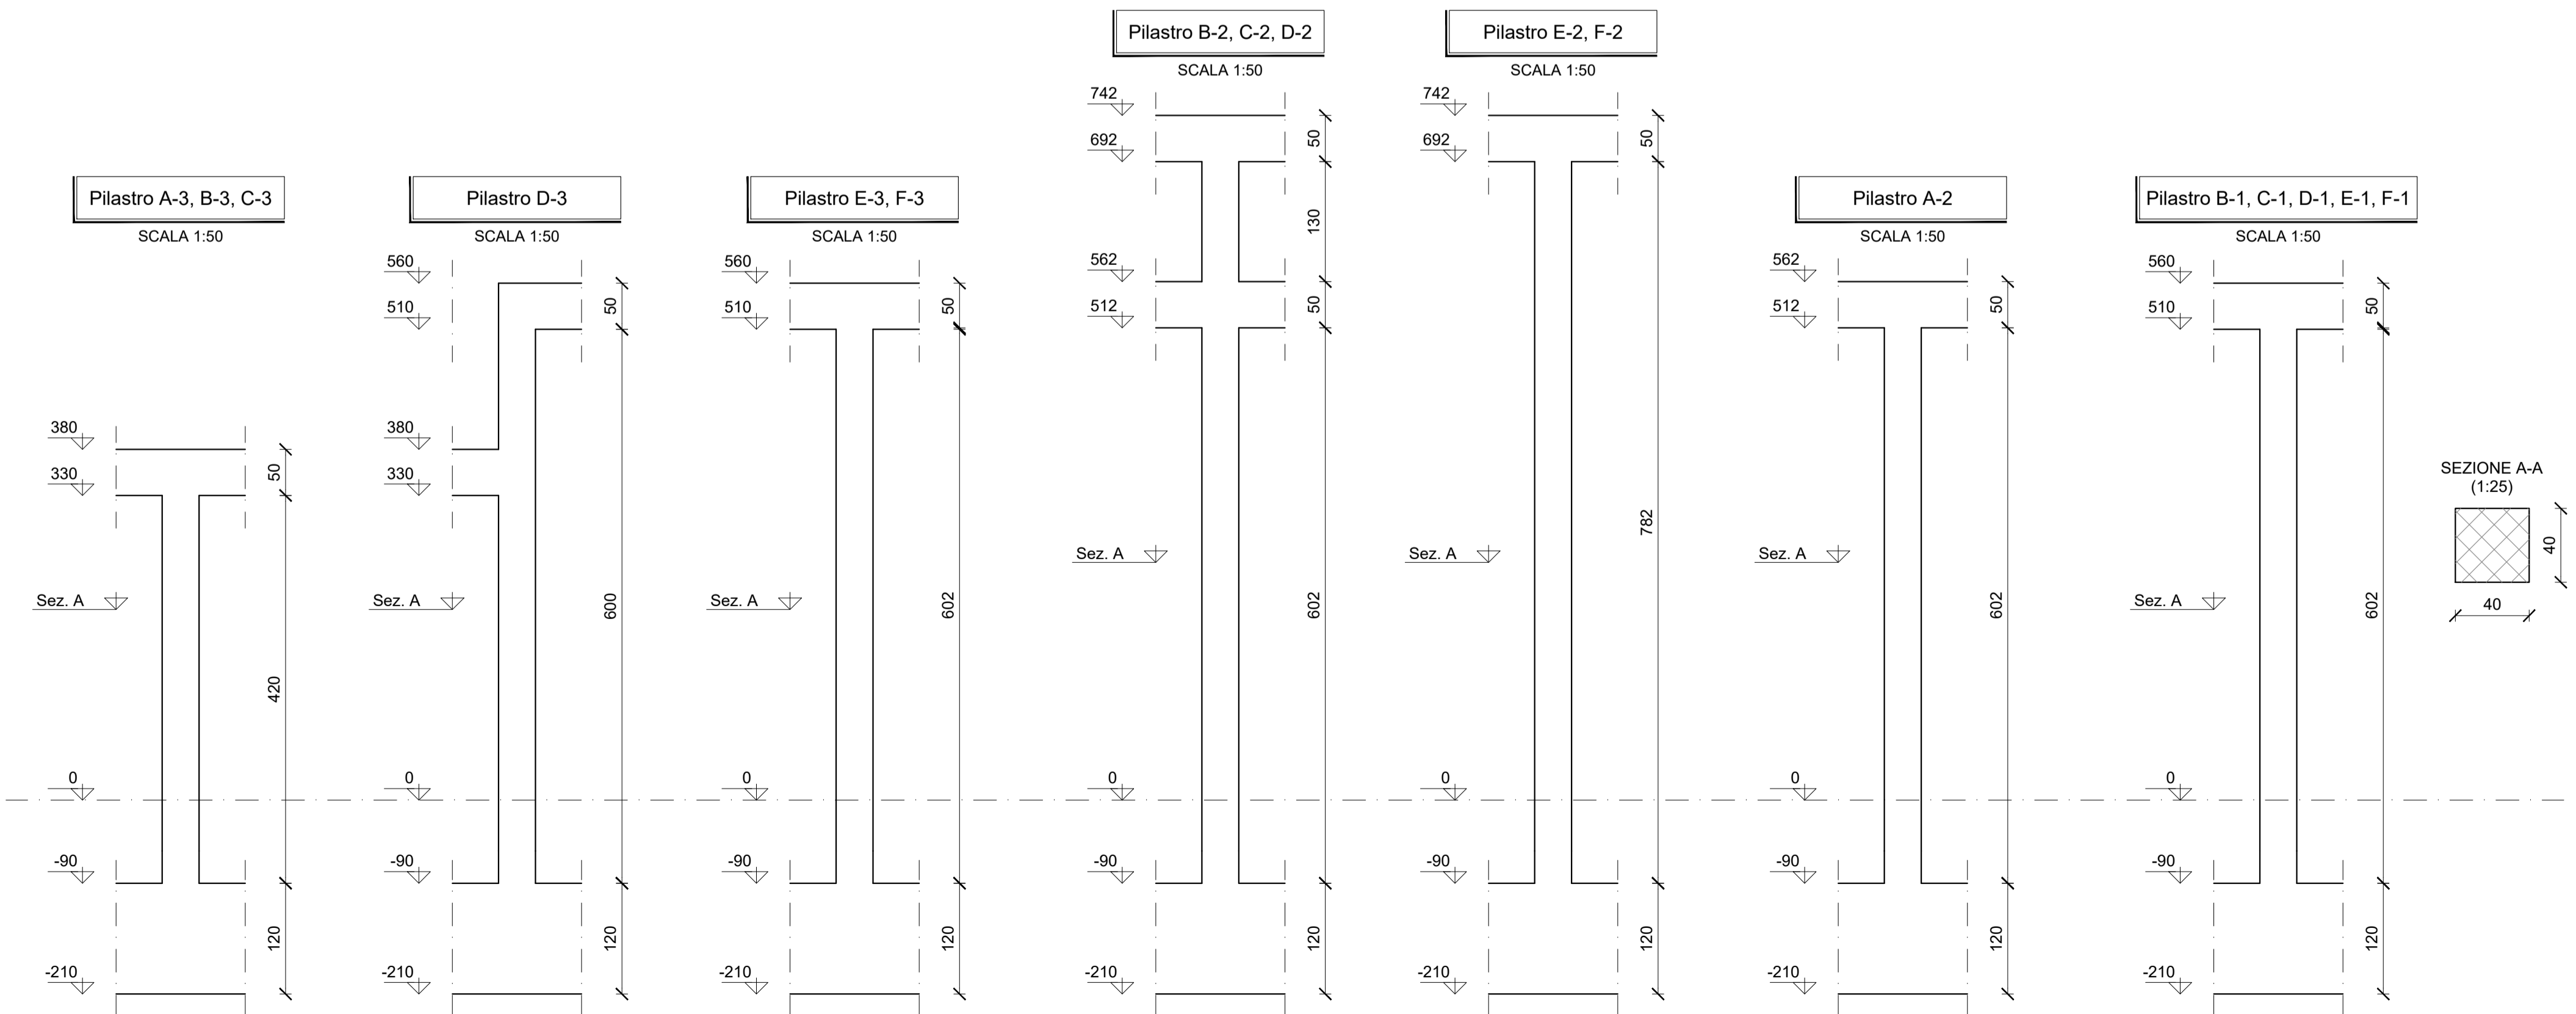 Pilastro A-3, B-3, C-3
SCALA 1:50
380
330
Sez. A
0
-90
-210
50
420
120
Pilastro D-3
SCALA 1:50
560
510
380
330
Sez. A
0
-90
-210
50
600
120
Pilastro E-3, F-3
SCALA 1:50
560
510
Sez. A
0
-90
-210
50
602
120
Pilastro B-2, C-2, D-2
SCALA 1:50
742
692
562
512
Sez. A
0
-90
-210
50
130
50
602
120
Pilastro E-2, F-2
SCALA 1:50
742
692
Sez. A
0
-90
-210
50
782
120
Pilastro A-2
SCALA 1:50
562
512
Sez. A
0
-90
-210
50
602
120
Pilastro B-1, C-1, D-1, E-1, F-1
SCALA 1:50
560
510
Sez. A
0
-90
-210
50
602
120
SEZIONE A-A
(1:25)
40
40